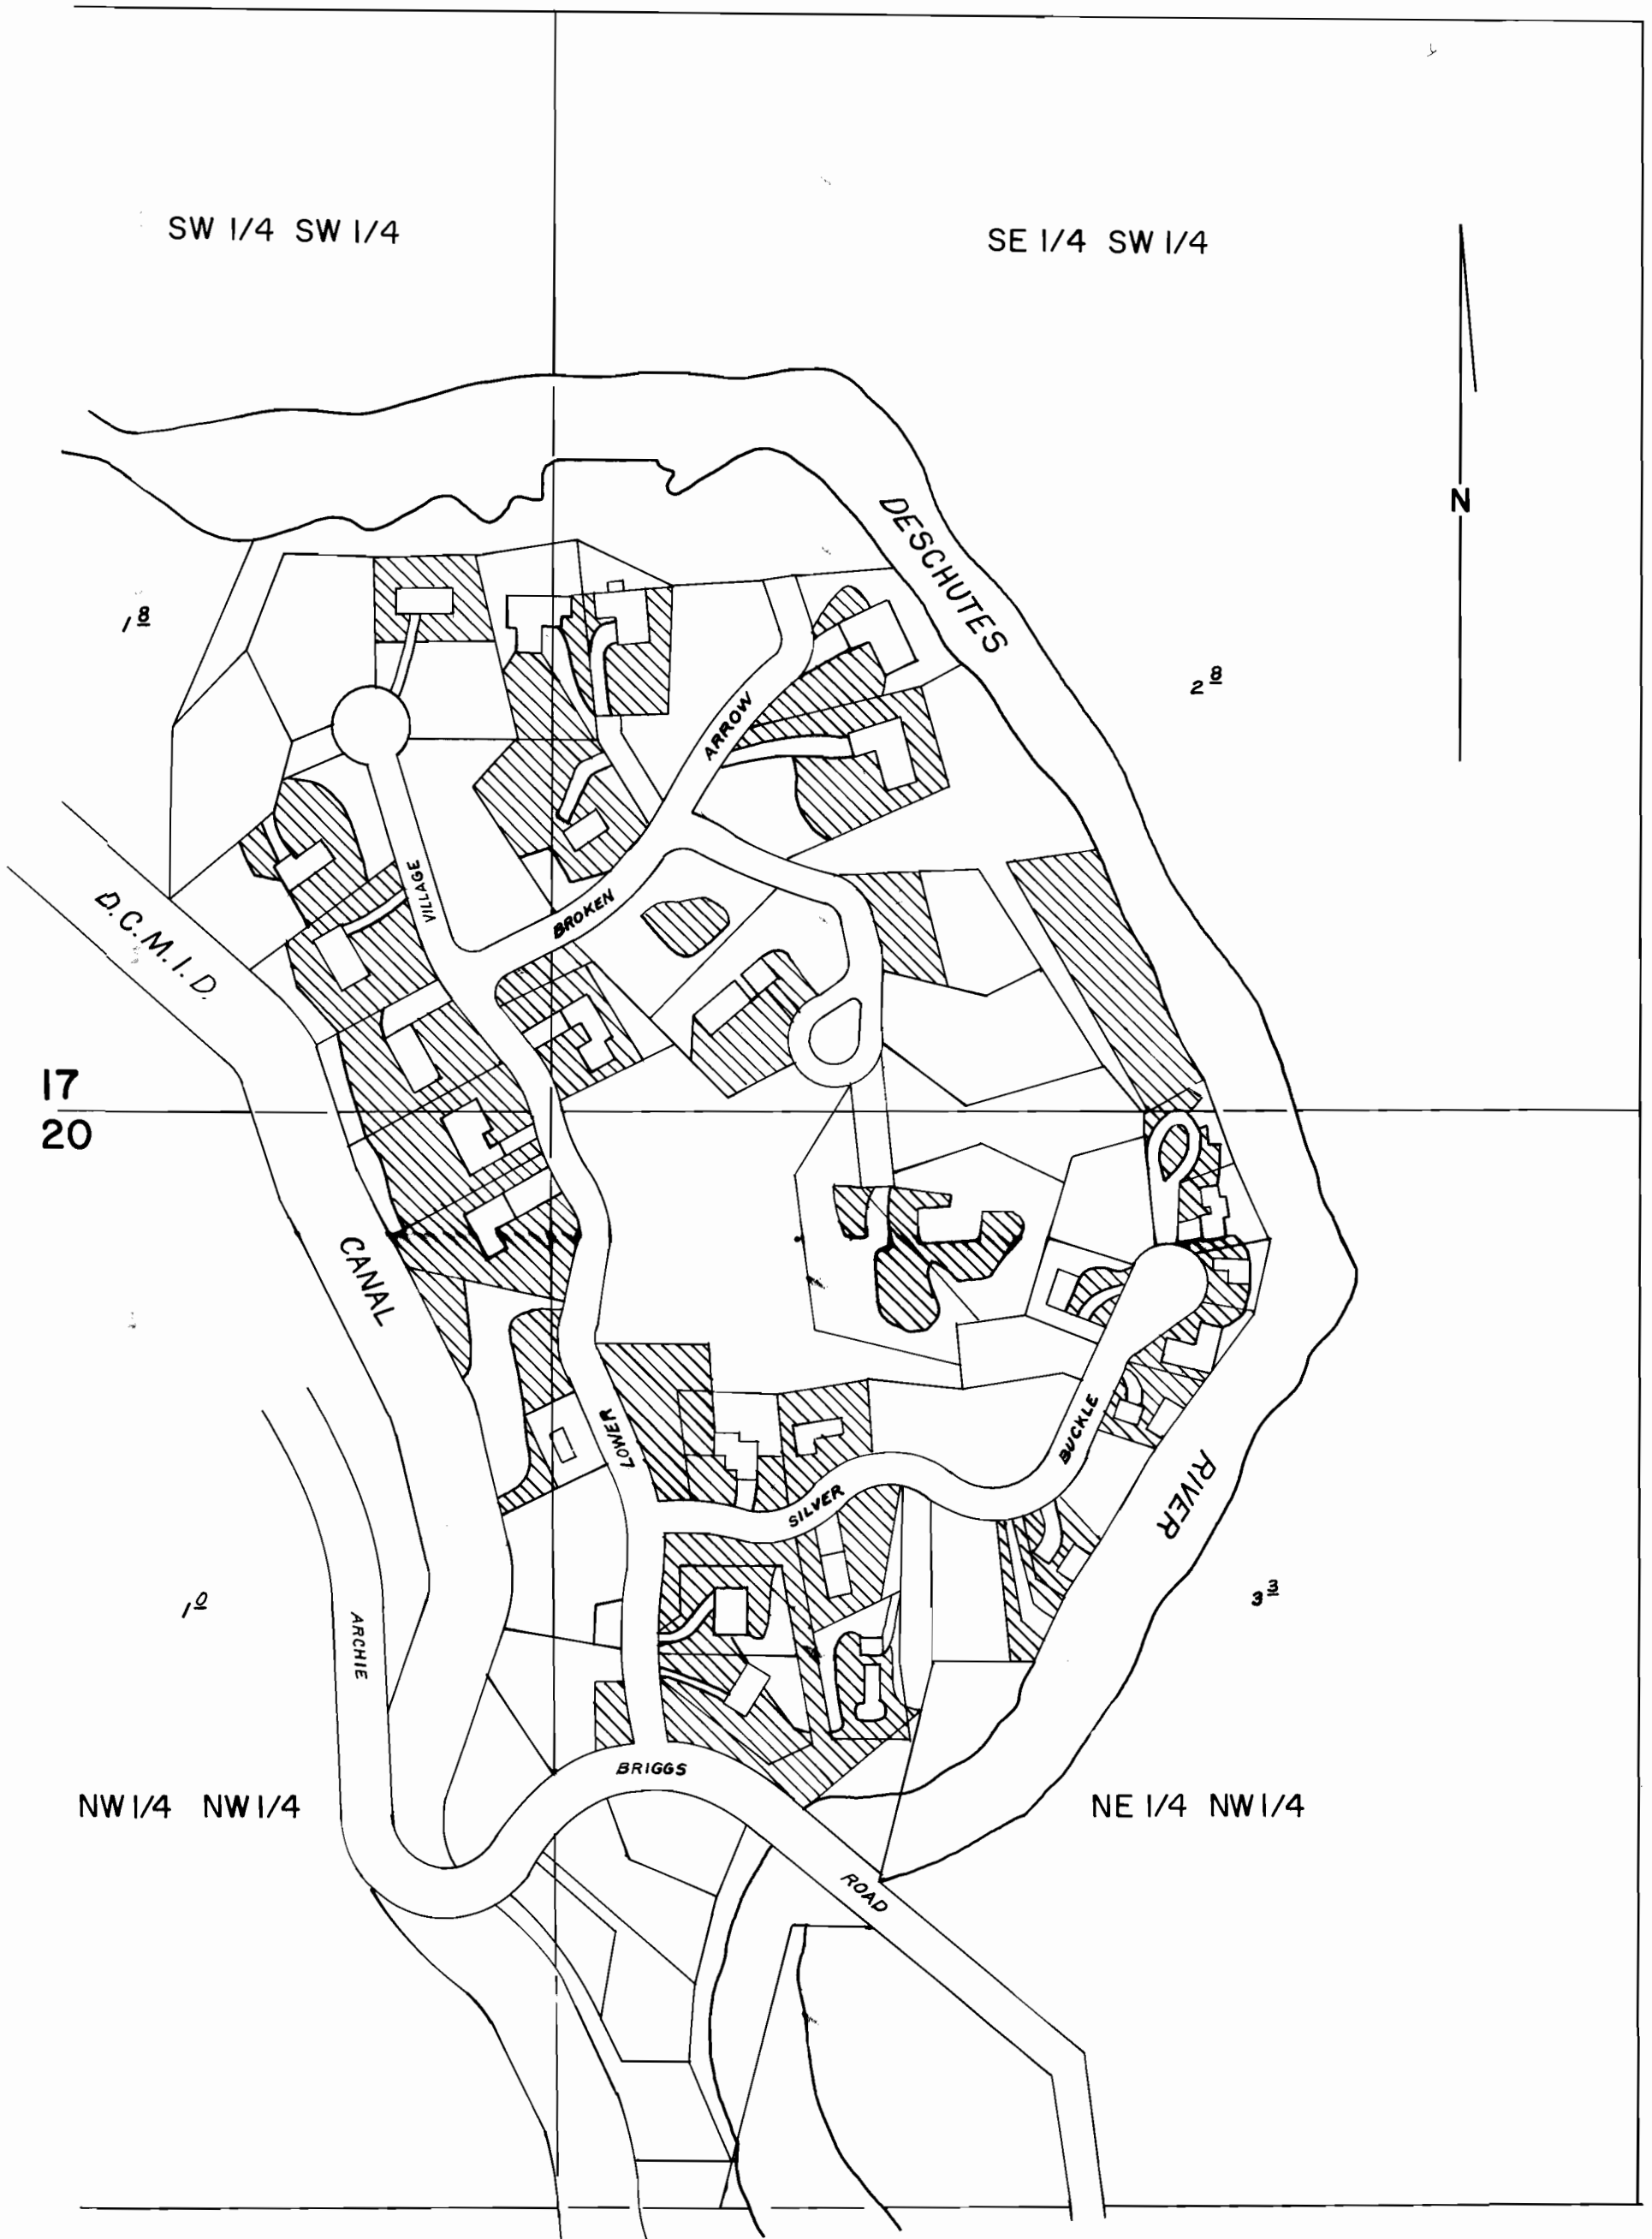 SW 1/4 SW 1/4
SE 1/4 SW 1/4
N
DESCHUTES
1 8
2 8
ARROW
VILLAGE
BROKEN
D.C.M.I.D.
17
20
CANAL
LOWER
BUCKLE
SILVER
RIVER
1 0
3 3
ARCHIE
BRIGGS
NW 1/4 NW 1/4
NE 1/4 NW 1/4
ROAD